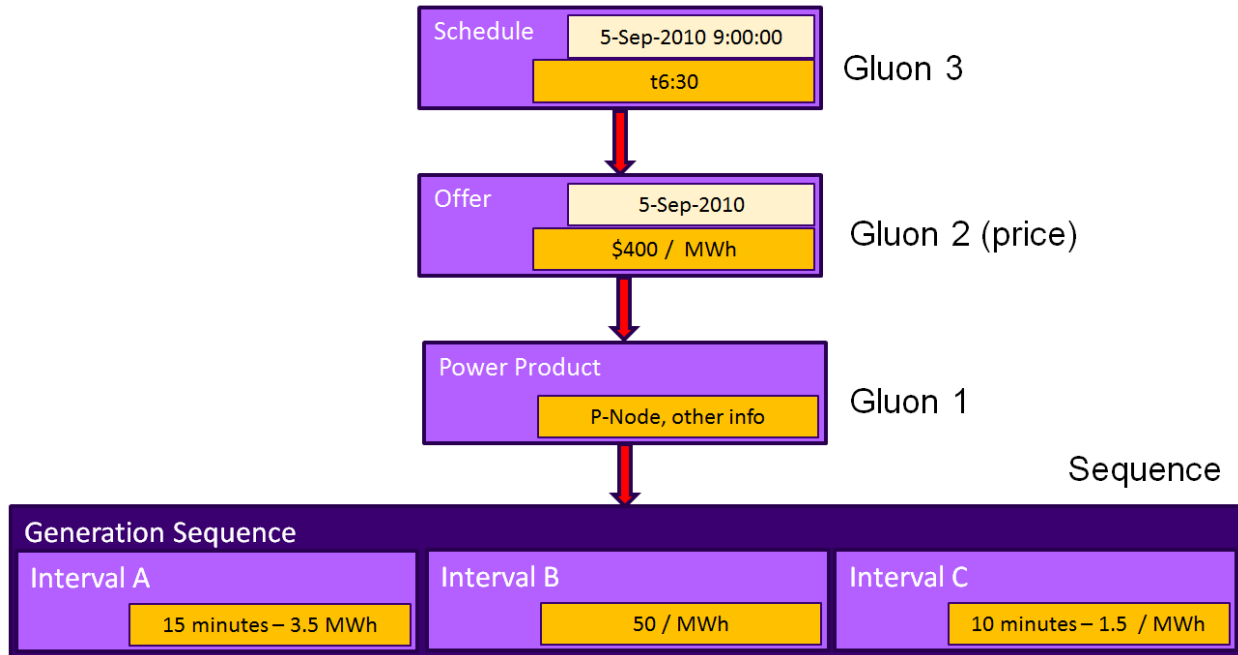 Schedule
5-Sep-2010 9:00:00
t6:30
Gluon 3
Offer
5-Sep-2010
$400 / MWh
Gluon 2 (price)
Power Product
P-Node, other info
Gluon 1
Sequence
Generation Sequence
Interval A
15 minutes – 3.5 MWh
Interval B
50 / MWh
Interval C
10 minutes – 1.5 / MWh